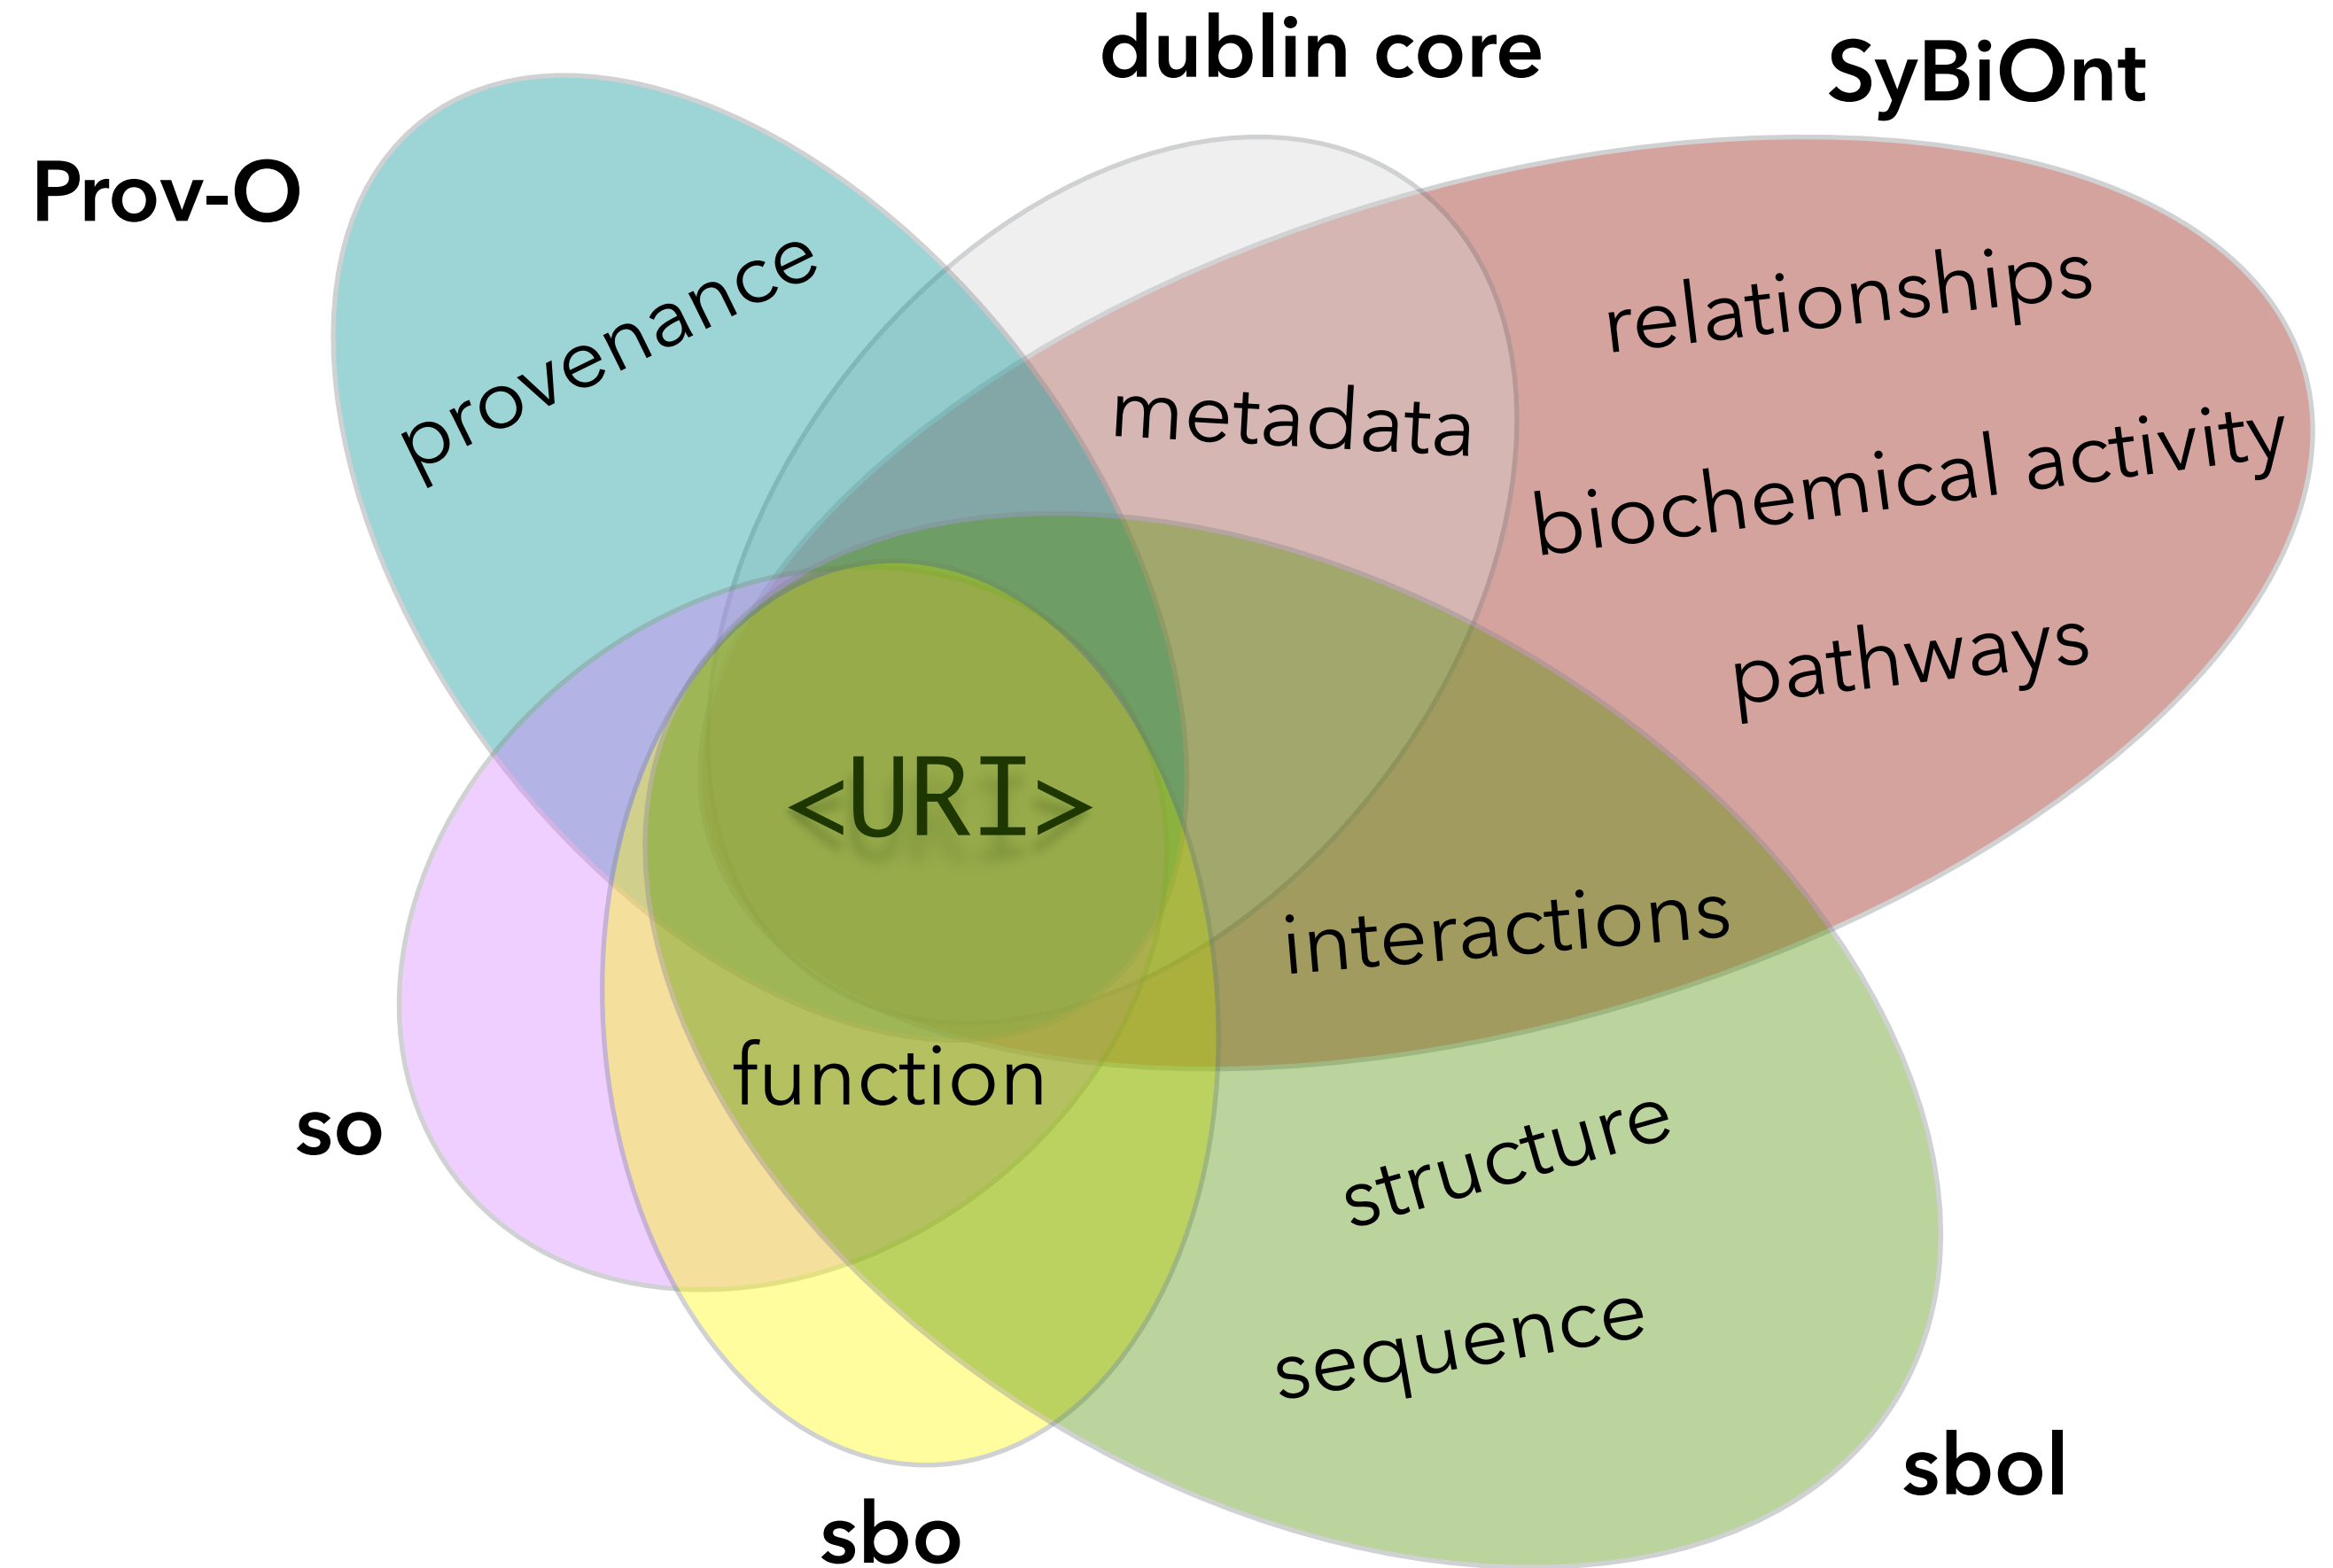 dublin core
SyBiOnt
Prov-O
provenance
relationships
metadata
biochemical activity
pathways
<URI>
interactions
function
so
structure
sequence
sbol
sbo